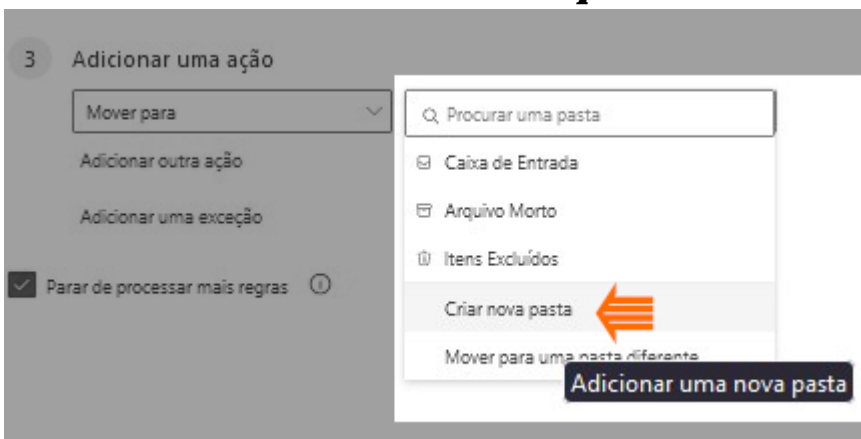 3 Adicionar uma ação
Mover para
Procurar uma pasta
Adicionar outra ação
Caixa de Entrada
Adicionar uma exceção
Arquivo Morto
Itens Excluídos
Parar de processar mais regras
Criar nova pasta
Mover para uma pasta diferente
Adicionar uma nova pasta